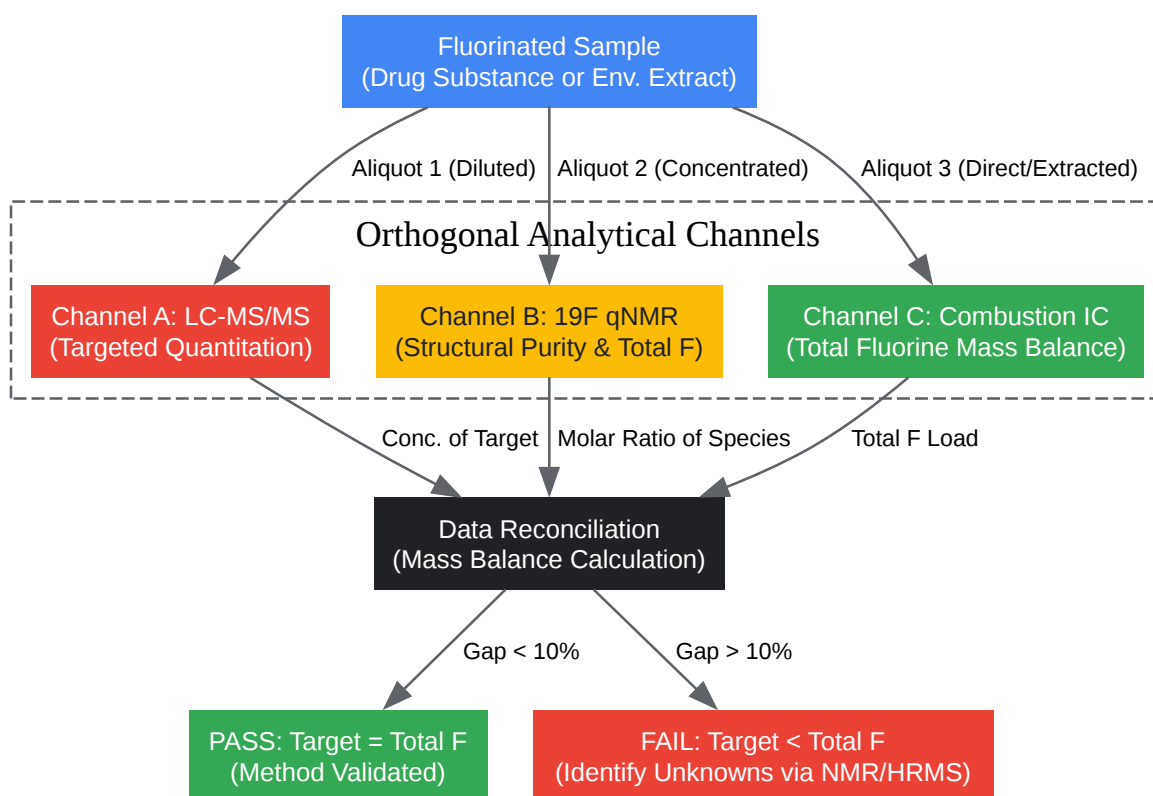 Fluorinated Sample
(Drug Substance or Env. Extract)
Aliquot 1 (Diluted)
Aliquot 2 (Concentrated)
Aliquot 3 (Direct/Extracted)
Orthogonal Analytical Channels
Channel A: LC-MS/MS
(Targeted Quantitation)
Channel B: 19F qNMR
(Structural Purity & Total F)
Channel C: Combustion IC
(Total Fluorine Mass Balance)
Conc. of Target
Molar Ratio of Species
Total F Load
Data Reconciliation
(Mass Balance Calculation)
Gap < 10%
Gap > 10%
PASS: Target = Total F
(Method Validated)
FAIL: Target < Total F
(Identify Unknowns via NMR/HRMS)